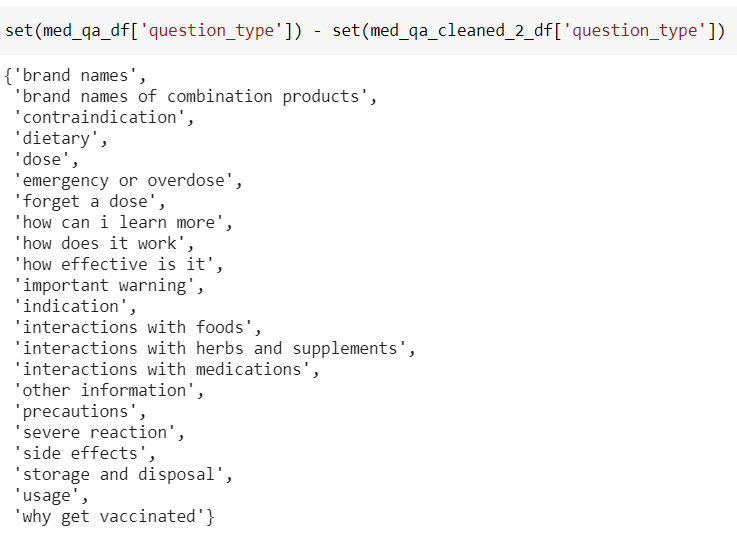 set(med_qa_df['question_type']) - set(med_qa_cleaned_2_df['question_type'])
{'brand names',
'brand names of combination products',
'contraindication',
'dietary',
'dose',
'emergency or overdose',
'forget a dose',
'how can i learn more',
'how does it work',
'how effective is it',
'important warning',
'indication',
'interactions with foods',
'interactions with herbs and supplements',
'interactions with medications',
'other information',
'precautions',
'severe reaction',
'side effects',
'storage and disposal',
'usage',
'why get vaccinated'}